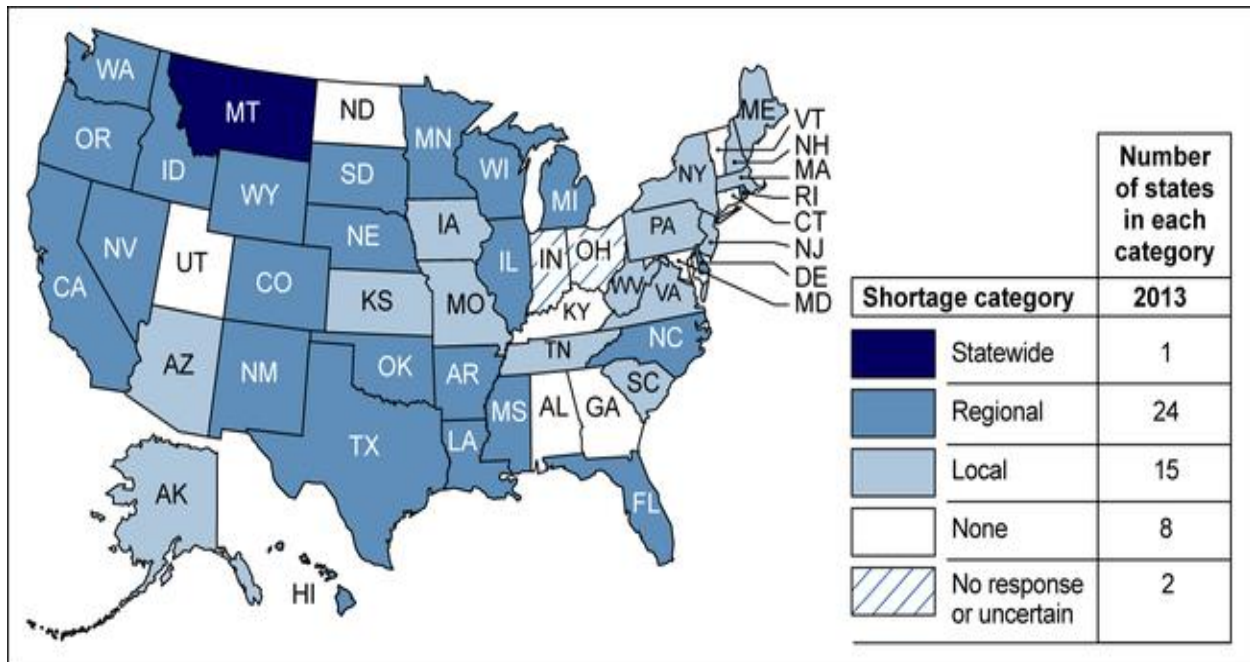 WA
MT
ND
MN
OR
ID
WY
SD
WI
MI
NY
ME
VT
NH
MA
RI
CT
NJ
DE
MD
NV
UT
CO
NE
IA
IL
IN
OH
PA
CA
KS
MO
KY
WV
VA
AZ
NM
OK
AR
TN
NC
SC
TX
LA
MS
AL
GA
FL
AK
HI
Number
of states
in each
category
Shortage category 2013
Statewide 1
Regional 24
Local 15
None 8
No response
or uncertain 2